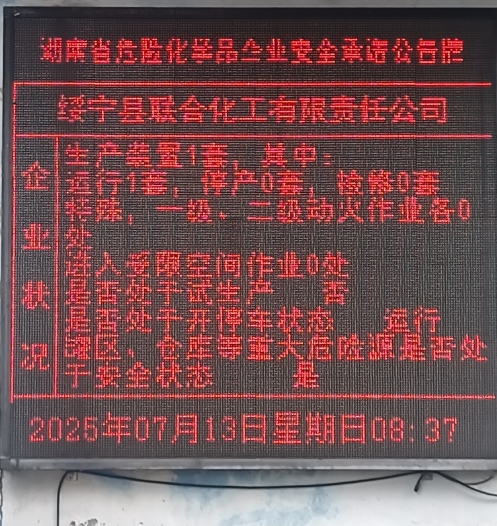 湖南省危险化学品企业安全承诺公告牌
绥宁县联合化工有限责任公司
企业状况
生产装置1套，其中：
运行1套，停产0套，检修0套
特殊、一级、二级动火作业各0
处
进入受限空间作业0处
是否处于试生产 否
是否处于开停车状态 运行
罐区、仓库等重大危险源是否处
于安全状态 是
2025年07月13日星期日08:37